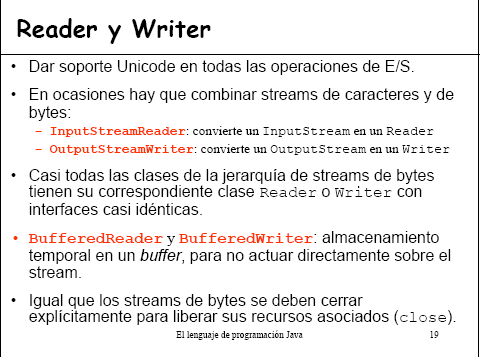 Reader y Writer
• Dar soporte Unicode en todas las operaciones de E/S.
• En ocasiones hay que combinar streams de caracteres y de
bytes:
– InputStreamReader: convierte un InputStream en un Reader
– OutputStreamWriter: convierte un OutputStream en un Writer
• Casi todas las clases de la jerarquía de streams de bytes
tienen su correspondiente clase Reader o Writer con
interfaces casi idénticas.
• BufferedReader y BufferedWriter: almacenamiento
temporal en un buffer, para no actuar directamente sobre el
stream.
• Igual que los streams de bytes se deben cerrar
explícitamente para liberar sus recursos asociados (close).
El lenguaje de programación Java 19